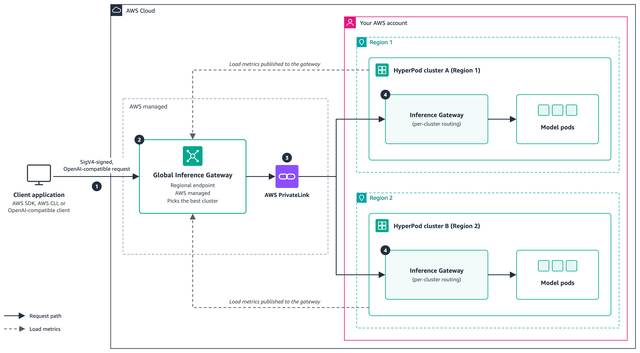 AWS Cloud
Your AWS account
Region 1
Load metrics published to the gateway
HyperPod cluster A (Region 1)
4
Inference Gateway
(per-cluster routing)
Model pods
AWS managed
2
SigV4-signed,
OpenAI-compatible request
1
Client application
AWS SDK, AWS CLI, or
OpenAI-compatible client
Global Inference Gateway
Regional endpoint
AWS managed
Picks the best cluster
3
AWS PrivateLink
Region 2
HyperPod cluster B (Region 2)
4
Inference Gateway
(per-cluster routing)
Model pods
Load metrics published to the gateway
Request path
Load metrics